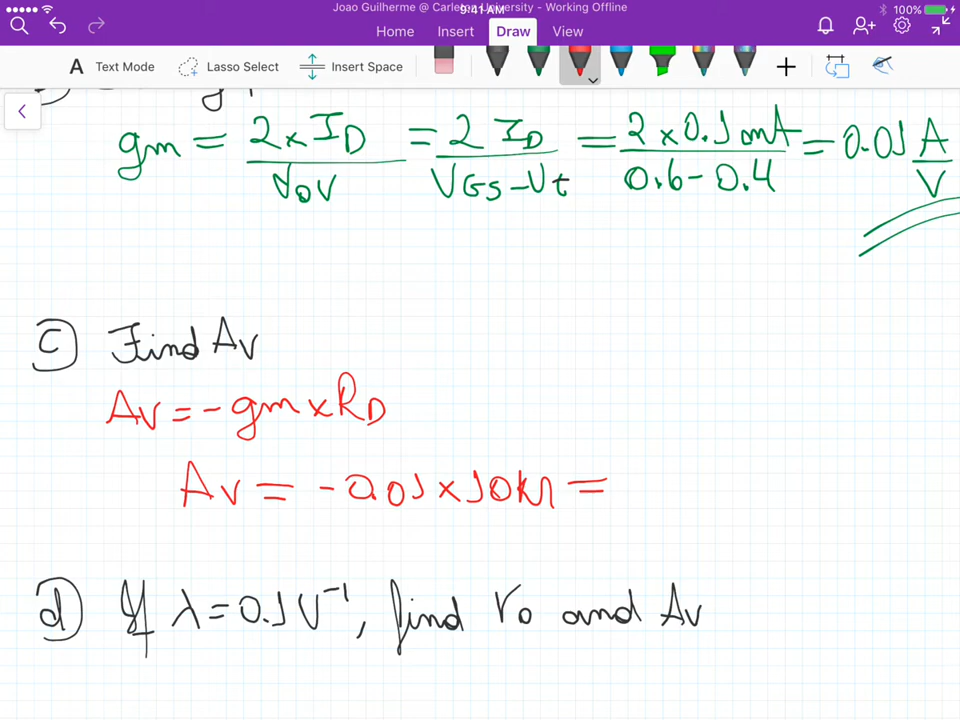 Joao Guilherme @ Carleton University - Working Offline
9:41 AM
100%
Home Insert Draw View
A Text Mode Lasso Select Insert Space
gm = 2 x ID / VOV = 2 ID / VGS - Vt = 2 x 0.1mA / 0.6 - 0.4 = 0.01 A / V
c) Find Av
Av = - gm x RD
Av = - 0.01 x 10kΩ =
d) If λ = 0.1 V⁻¹, find ro and Av